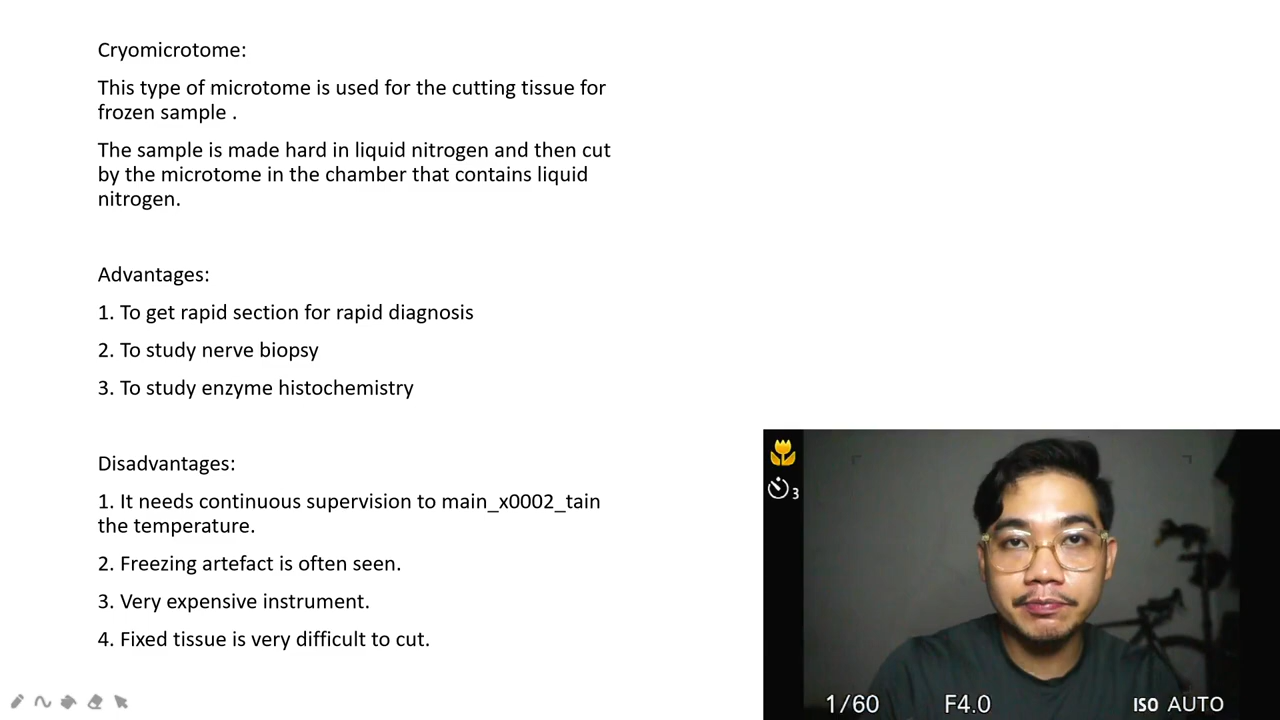 Cryomicrotome:
This type of microtome is used for the cutting tissue for
frozen sample .
The sample is made hard in liquid nitrogen and then cut
by the microtome in the chamber that contains liquid
nitrogen.
Advantages:
1. To get rapid section for rapid diagnosis
2. To study nerve biopsy
3. To study enzyme histochemistry
Disadvantages:
1. It needs continuous supervision to main_x0002_tain
the temperature.
2. Freezing artefact is often seen.
3. Very expensive instrument.
4. Fixed tissue is very difficult to cut.
3
1/60 F4.0 ISO AUTO